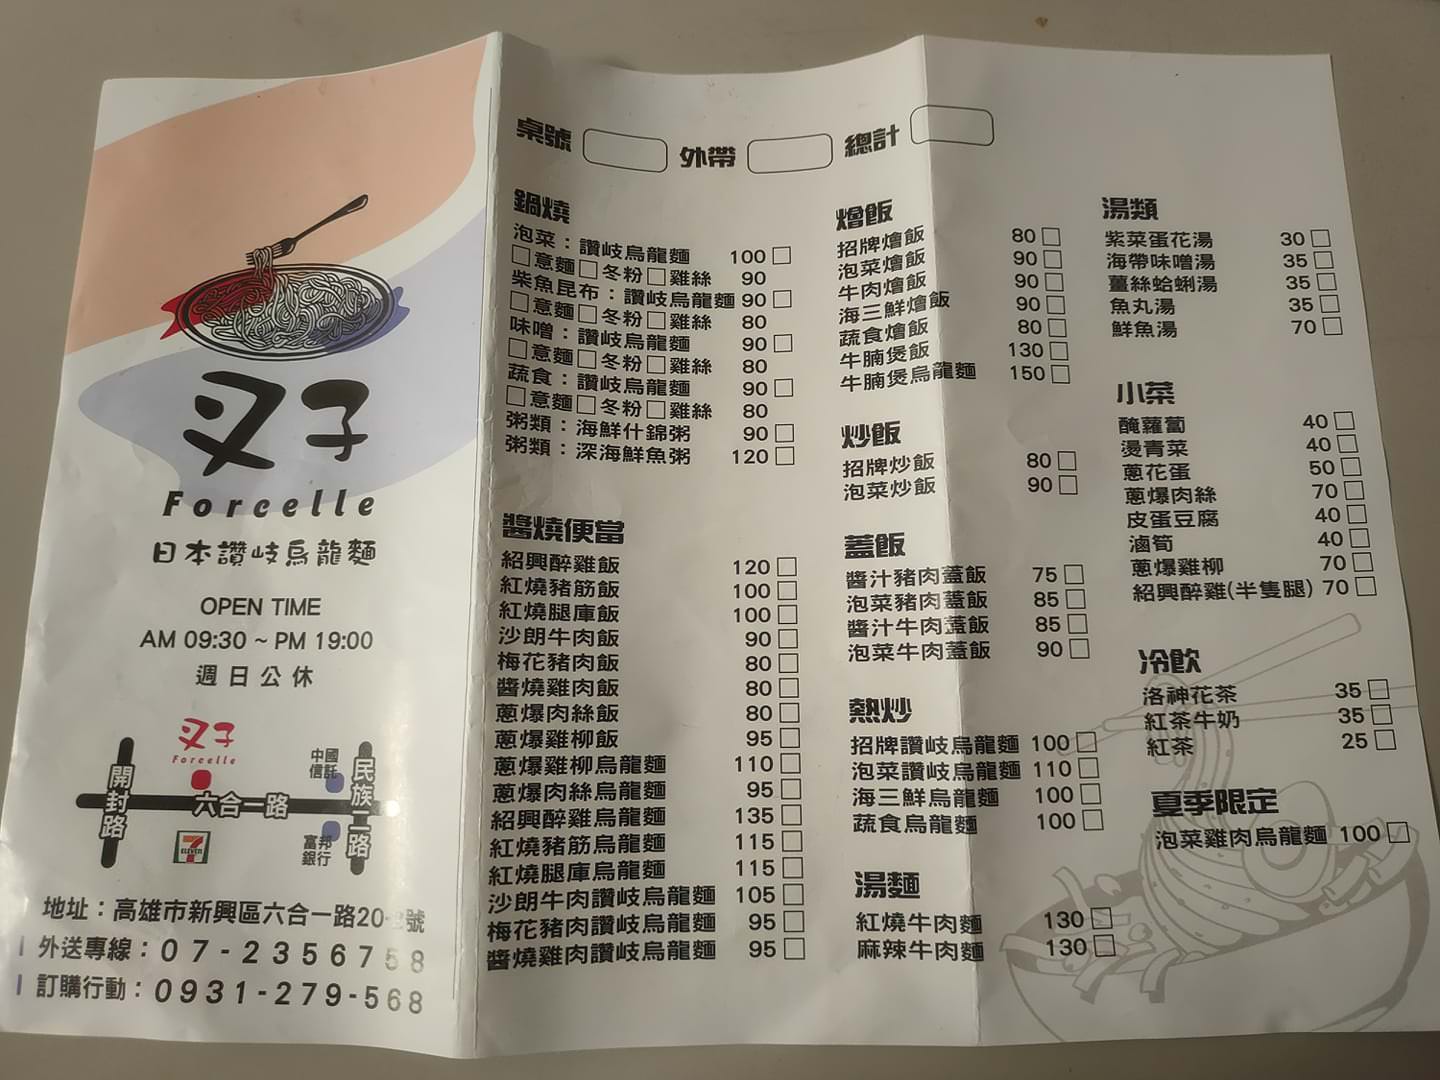 叉子
Forcelle
日本讚岐烏龍麵
OPEN TIME
AM 09:30 ~ PM 19:00
週日公休
叉子
Forcelle
中國
信託
開封路
六合一路
民族二路
7
ELEVEN
富邦
銀行
地址：高雄市新興區六合一路20 號
外送專線：07-2356758
訂購行動：0931-279-568
桌號
外帶
總計
鍋燒
泡菜：讚岐烏龍麵 100 □
□意麵□冬粉□雞絲 90
柴魚昆布：讚岐烏龍麵 90 □
□意麵□冬粉□雞絲 80
味噌：讚岐烏龍麵 90 □
□意麵□冬粉□雞絲 80
蔬食：讚岐烏龍麵 90 □
□意麵□冬粉□雞絲 80
粥類：海鮮什錦粥 90 □
粥類：深海鮮魚粥 120 □
醬燒便當
紹興醉雞飯 120 □
紅燒豬筋飯 100 □
紅燒腿庫飯 100 □
沙朗牛肉飯 90 □
梅花豬肉飯 80 □
醬燒雞肉飯 80 □
蔥爆肉絲飯 80 □
蔥爆雞柳飯 95 □
蔥爆雞柳烏龍麵 110 □
蔥爆肉絲烏龍麵 95 □
紹興醉雞烏龍麵 135 □
紅燒豬筋烏龍麵 115 □
紅燒腿庫烏龍麵 115 □
沙朗牛肉讚岐烏龍麵 105 □
梅花豬肉讚岐烏龍麵 95 □
醬燒雞肉讚岐烏龍麵 95 □
燴飯
招牌燴飯 80 □
泡菜燴飯 90 □
牛肉燴飯 90 □
海三鮮燴飯 90 □
蔬食燴飯 80 □
牛腩煲飯 130 □
牛腩煲烏龍麵 150 □
炒飯
招牌炒飯 80 □
泡菜炒飯 90 □
蓋飯
醬汁豬肉蓋飯 75 □
泡菜豬肉蓋飯 85 □
醬汁牛肉蓋飯 85 □
泡菜牛肉蓋飯 90 □
熱炒
招牌讚岐烏龍麵 100 □
泡菜讚岐烏龍麵 110 □
海三鮮烏龍麵 100 □
蔬食烏龍麵 100 □
湯麵
紅燒牛肉麵 130 □
麻辣牛肉麵 130 □
湯類
紫菜蛋花湯 30 □
海帶味噌湯 35 □
薑絲蛤蜊湯 35 □
魚丸湯 35 □
鮮魚湯 70 □
小菜
醃蘿蔔 40 □
燙青菜 40 □
蔥花蛋 50 □
蔥爆肉絲 70 □
皮蛋豆腐 40 □
滷筍 40 □
蔥爆雞柳 70 □
紹興醉雞(半隻腿) 70 □
冷飲
洛神花茶 35 □
紅茶牛奶 35 □
紅茶 25 □
夏季限定
泡菜雞肉烏龍麵 100 □